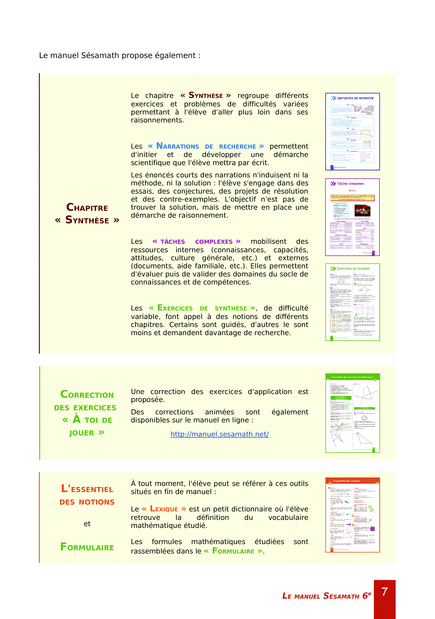 Le manuel Sésamath propose également :
Le chapitre « SYNTHÈSE » regroupe différents
exercices et problèmes de difficultés variées
permettant à l'élève d'aller plus loin dans ses
raisonnements.
Les « NARRATIONS DE RECHERCHE » permettent
d'initier et de développer une démarche
scientifique que l'élève mettra par écrit.
Les énoncés courts des narrations n'induisent ni la
méthode, ni la solution : l'élève s'engage dans des
essais, des conjectures, des projets de résolution
et des contre-exemples. L'objectif n'est pas de
trouver la solution, mais de mettre en place une
démarche de raisonnement.
CHAPITRE
« SYNTHÈSE »
Les « TÂCHES COMPLEXES » mobilisent des
ressources internes (connaissances, capacités,
attitudes, culture générale, etc.) et externes
(documents, aide familiale, etc.). Elles permettent
d'évaluer puis de valider des domaines du socle de
connaissances et de compétences.
Les « EXERCICES DE SYNTHÈSE », de difficulté
variable, font appel à des notions de différents
chapitres. Certains sont guidés, d'autres le sont
moins et demandent davantage de recherche.
Narrations de recherche
Tâches complexes
Exercices de synthèse
CORRECTION
DES EXERCICES
« À TOI DE
JOUER »
Une correction des exercices d'application est
proposée.
Des corrections animées sont également
disponibles sur le manuel en ligne :
http://manuel.sesamath.net/
L'ESSENTIEL
DES NOTIONS
et
FORMULAIRE
À tout moment, l'élève peut se référer à ces outils
situés en fin de manuel :
Le « LEXIQUE » est un petit dictionnaire où l'élève
retrouve la définition du vocabulaire
mathématique étudié.
Les formules mathématiques étudiées sont
rassemblées dans le « FORMULAIRE ».
LE MANUEL SESAMATH 6e
7